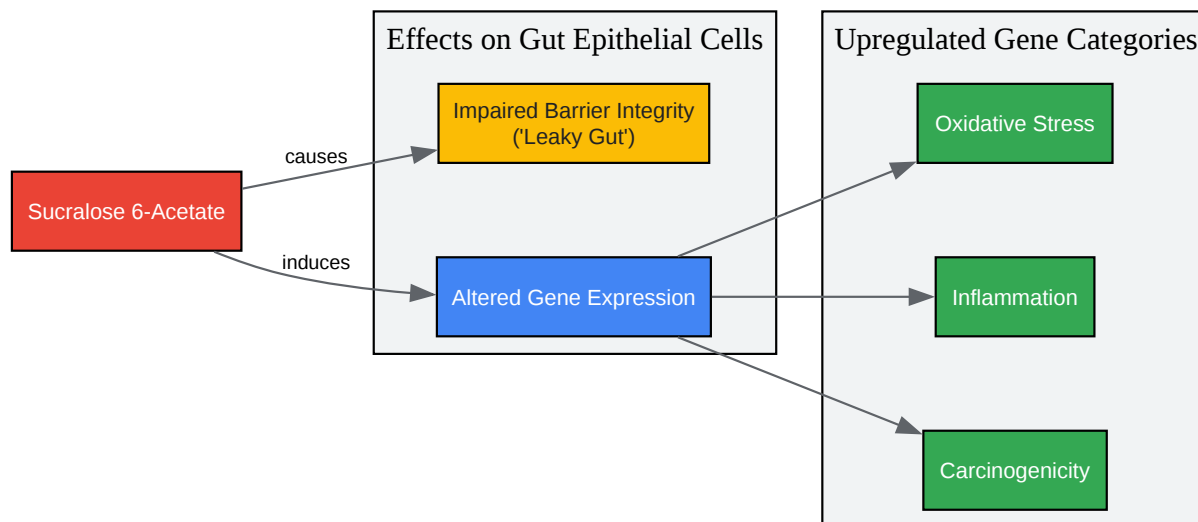 Effects on Gut Epithelial Cells
Upregulated Gene Categories
Impaired Barrier Integrity
('Leaky Gut')
Oxidative Stress
causes
Sucralose 6-Acetate
induces
Altered Gene Expression
Inflammation
Carcinogenicity